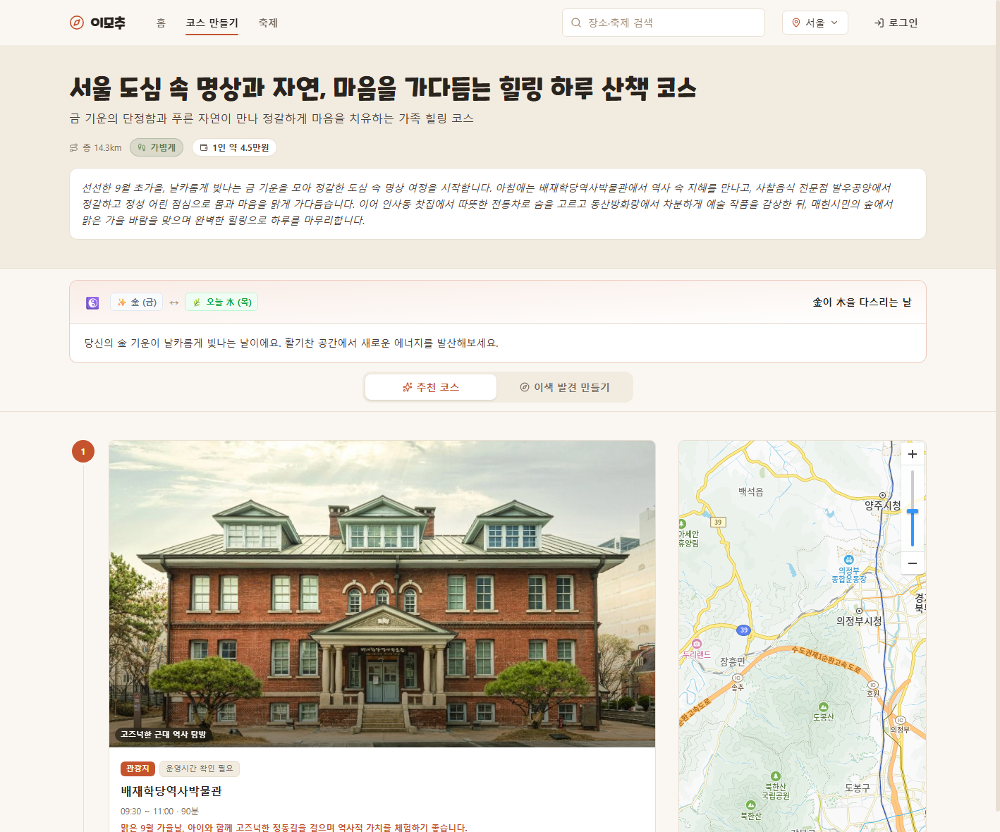 이모추
홈
코스 만들기
축제
장소·축제 검색
서울
로그인
서울 도심 속 명상과 자연, 마음을 가다듬는 힐링 하루 산책 코스
금 기운의 단정함과 푸른 자연이 만나 정갈하게 마음을 치유하는 가족 힐링 코스
총 14.3km
가볍게
1인 약 4.5만원
선선한 9월 초가을, 날카롭게 빛나는 금 기운을 모아 정갈한 도심 속 명상 여정을 시작합니다. 아침에는 배재학당역사박물관에서 역사 속 지혜를 만나고, 사찰음식 전문점 발우공양에서
정갈하고 정성 어린 점심으로 몸과 마음을 맑게 가다듬습니다. 이어 인사동 찻집에서 따뜻한 전통차로 숨을 고르고 동산방화랑에서 차분하게 예술 작품을 감상한 뒤, 매헌시민의 숲에서
맑은 가을 바람을 맞으며 완벽한 힐링으로 하루를 마무리합니다.
金 (금)
↔
오늘 木 (목)
金이 木을 다스리는 날
당신의 金 기운이 날카롭게 빛나는 날이에요. 활기찬 공간에서 새로운 에너지를 발산해보세요.
추천 코스
이색 발견 만들기
1
배재학당역사박물관
고즈넉한 근대 역사 탐방
관광지
운영시간 확인 필요
배재학당역사박물관
09:30 ~ 11:00 · 90분
맑은 9월 가을날, 아이와 함께 고즈넉한 정동길을 걸으며 역사적 가치를 체험하기 좋습니다.
백석읍
양주시청
39
아세안
휴양림
의정부
종합운동장
경기
북부
의정부시청
39
두리랜드
장흥면
수도권제1순환고속도로
IC
송추
IC
호원
순환고속도로
도봉산
IC
의정부
북한산
국립공원
도봉구
북한산